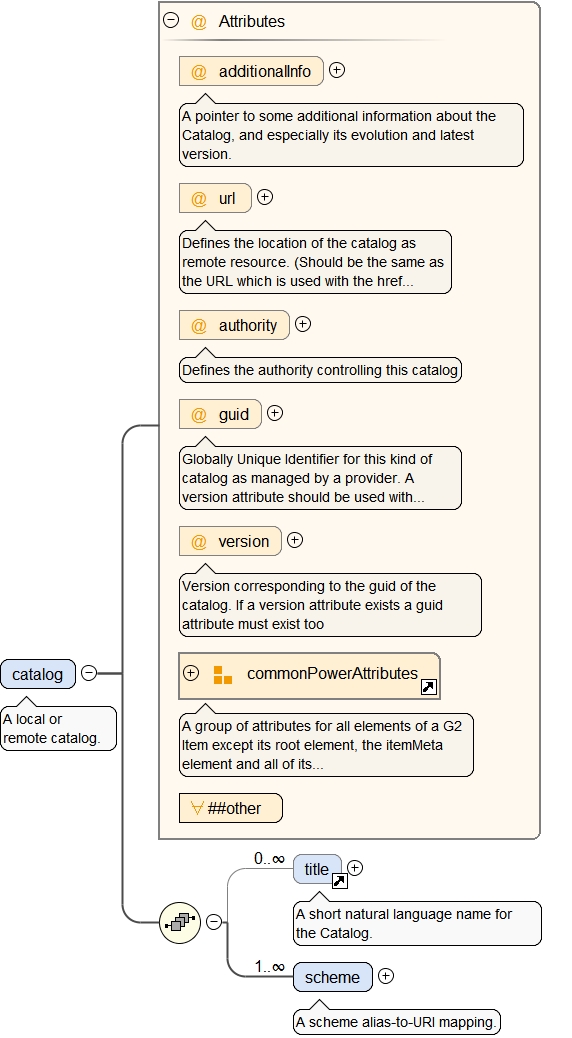 @ Attributes
@ additionalInfo
A pointer to some additional information about the
Catalog, and especially its evolution and latest
version.
@ url
Defines the location of the catalog as
remote resource. (Should be the same as
the URL which is used with the href...
@ authority
Defines the authority controlling this catalog
@ guid
Globally Unique Identifier for this kind of
catalog as managed by a provider. A
version attribute should be used with...
@ version
Version corresponding to the guid of the
catalog. If a version attribute exists a guid
attribute must exist too
catalog
A local or
remote catalog.
commonPowerAttributes
A group of attributes for all elements of a G2
Item except its root element, the itemMeta
element and all of its...
##other
0..∞
title
A short natural language name for
the Catalog.
1..∞
scheme
A scheme alias-to-URI mapping.